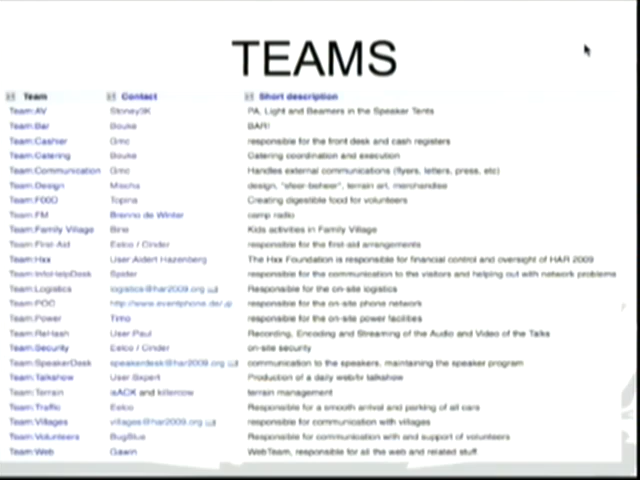 TEAMS
Team Contact Short description
Team:AV Stoney3K PA, Light and Beamers in the Speaker Tents
Team:Bar Bouke BAR!
Team:Cashier Gmc responsible for the front desk and cash registers
Team:Catering Bouke Catering coordination and execution
Team:Communication Gmc Handles external communications (flyers, letters, press, etc)
Team:Design Mischa design, "sfeer-beheer", terrain art, merchandise
Team:FOOD Topina Creating digestible food for volunteers
Team:FM Brenno de Winter camp radio
Team:Family Village Bine Kids activities in Family Village
Team:First-Aid Eelco / Cinder responsible for the first-aid arrangements
Team:Hxx User:Aldert Hazenberg The Hxx Foundation is responsible for financial control and oversight of HAR 2009
Team:InfoHelpDesk Spider responsible for the communication to the visitors and helping out with network problems
Team:Logistics logistics@har2009.org Responsible for the on-site logistics
Team:POC http://www.eventphone.de/ responsible for the on-site phone network
Team:Power Timo responsible for the on-site power facilities
Team:ReHash User:Paul Recording, Encoding and Streaming of the Audio and Video of the Talks
Team:Security Eelco / Cinder on-site security
Team:SpeakerDesk speakerdesk@har2009.org communication to the speakers, maintaining the speaker program
Team:Talkshow User:Bxpert Production of a daily web/tv talkshow
Team:Terrain isACK and killercow terrain management
Team:Traffic Eelco Responsible for a smooth arrival and parking of all cars
Team:Villages villages@har2009.org responsible for communication with villages
Team:Volunteers BugBlue Responsible for communication with and support of volunteers
Team:Web Gawin WebTeam, responsible for all the web and related stuff